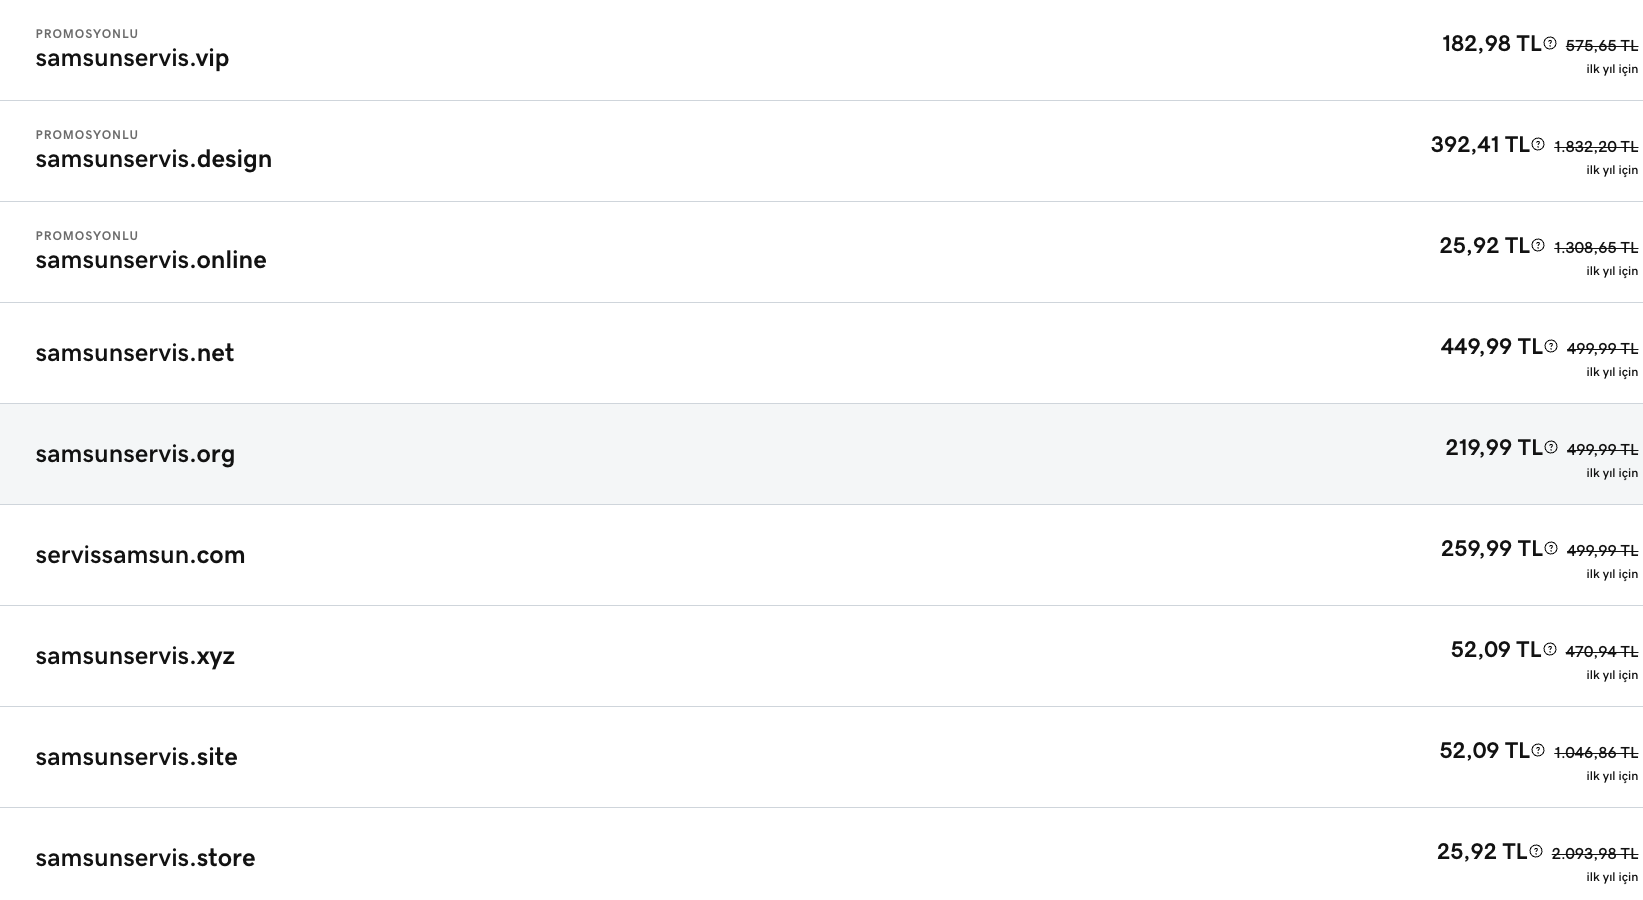 PROMOSYONLU
samsunservis.vip
182,98 TL 575,65 TL
ilk yıl için
PROMOSYONLU
samsunservis.design
392,41 TL 1.832,20 TL
ilk yıl için
PROMOSYONLU
samsunservis.online
25,92 TL 1.308,65 TL
ilk yıl için
samsunservis.net
449,99 TL 499,99 TL
ilk yıl için
samsunservis.org
219,99 TL 499,99 TL
ilk yıl için
servissamsun.com
259,99 TL 499,99 TL
ilk yıl için
samsunservis.xyz
52,09 TL 470,94 TL
ilk yıl için
samsunservis.site
52,09 TL 1.046,86 TL
ilk yıl için
samsunservis.store
25,92 TL 2.093,98 TL
ilk yıl için